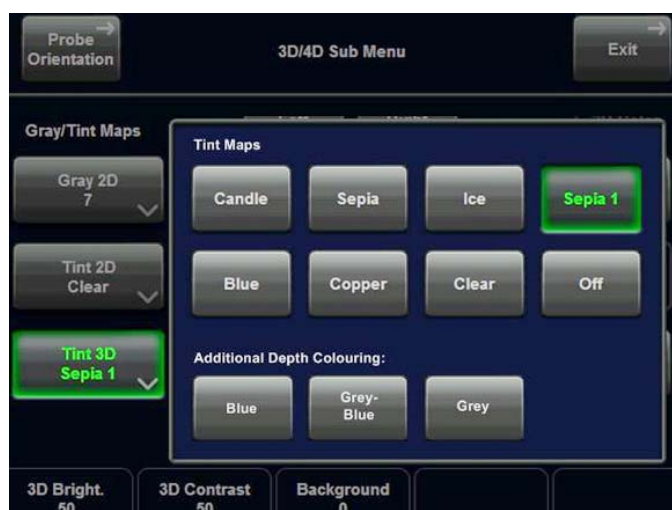 Probe
Orientation
3D/4D Sub Menu
Exit
Gray/Tint Maps
Tint Maps
Gray 2D
7
Candle
Sepia
Ice
Sepia 1
Tint 2D
Clear
Blue
Copper
Clear
Off
Tint 3D
Sepia 1
Additional Depth Colouring:
Blue
Grey-
Blue
Grey
3D Bright.
50
3D Contrast
50
Background
0